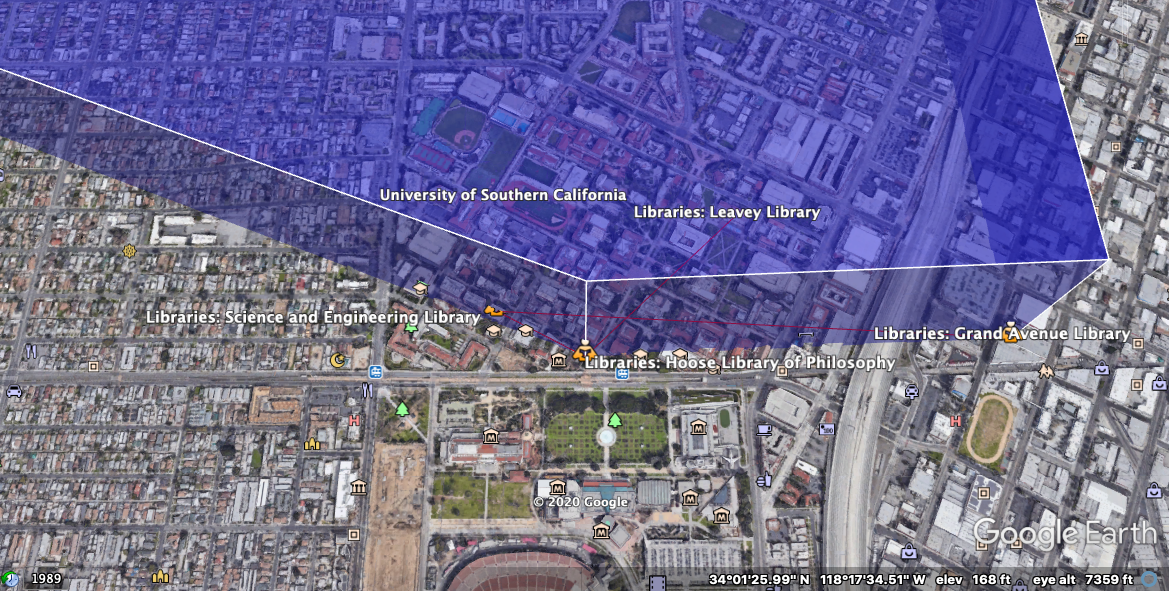 University of Southern California
Libraries: Leavey Library
Libraries: Science and Engineering Library
Libraries: Grand Avenue Library
Libraries: Hoose Library of Philosophy
© 2020 Google
Google Earth
1989
34°01'25.99" N 118°17'34.51" W elev 168 ft eye alt 7359 ft